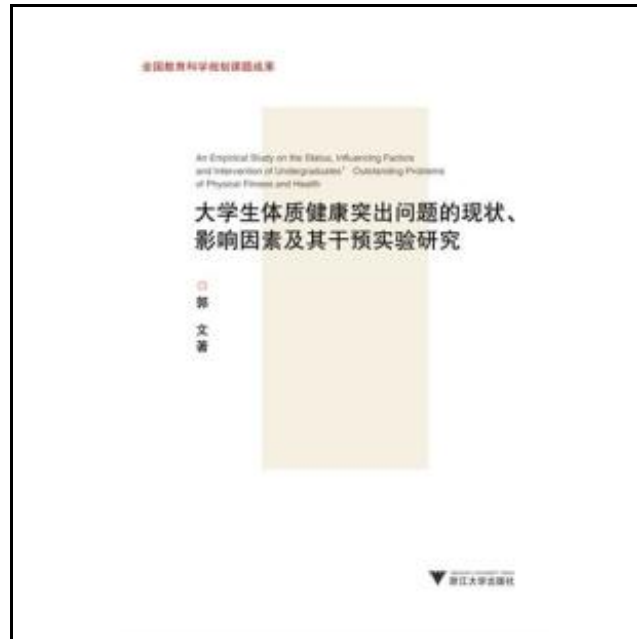 全国教育科学规划课题成果
An Empirical Study on the Status, Influencing Factors
and Intervention of Undergraduates' Outstanding Problems
of Physical Fitness and Health
大学生体质健康突出问题的现状、
影响因素及其干预实验研究
郭
文
著
浙江大学出版社